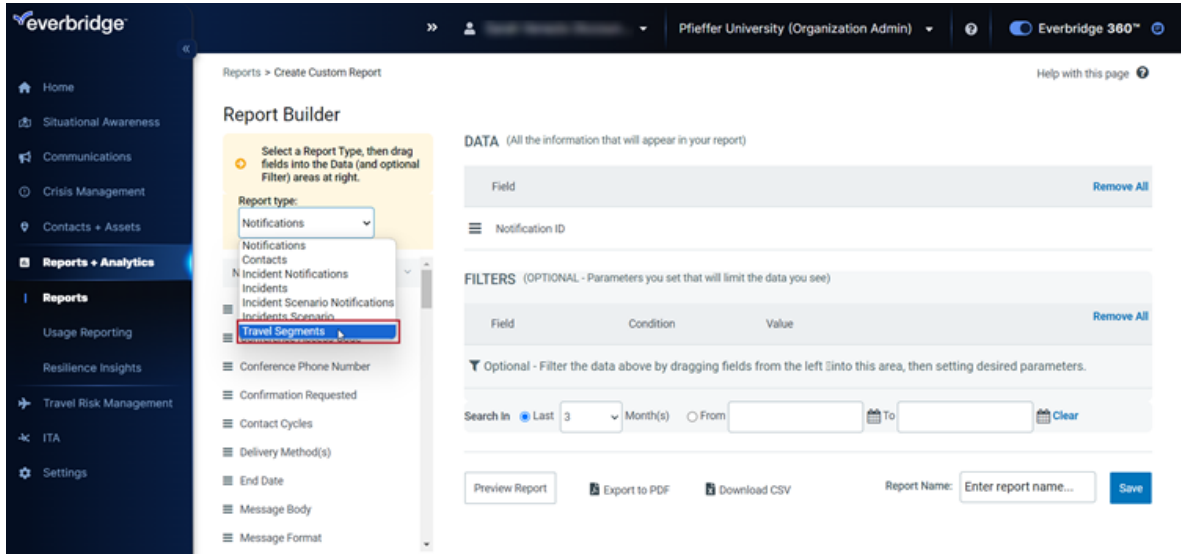 everbridge™
Pfieffer University (Organization Admin)
Everbridge 360™
Home
Situational Awareness
Communications
Crisis Management
Contacts + Assets
Reports + Analytics
Reports
Usage Reporting
Resilience Insights
Travel Risk Management
ITA
Settings
Reports > Create Custom Report
Help with this page
Report Builder
Select a Report Type, then drag
fields into the Data (and optional
Filter) areas at right.
Report type:
Notifications
Notifications
Contacts
Incident Notifications
Incidents
Incident Scenario Notifications
Incidents Scenario
Travel Segments
Conference Phone Number
Confirmation Requested
Contact Cycles
Delivery Method(s)
End Date
Message Body
Message Format
DATA (All the information that will appear in your report)
Field Remove All
Notification ID
FILTERS (OPTIONAL - Parameters you set that will limit the data you see)
Field Condition Value Remove All
Optional - Filter the data above by dragging fields from the left into this area, then setting desired parameters.
Search In Last 3 Month(s) From To Clear
Preview Report Export to PDF Download CSV Report Name: Enter report name... Save